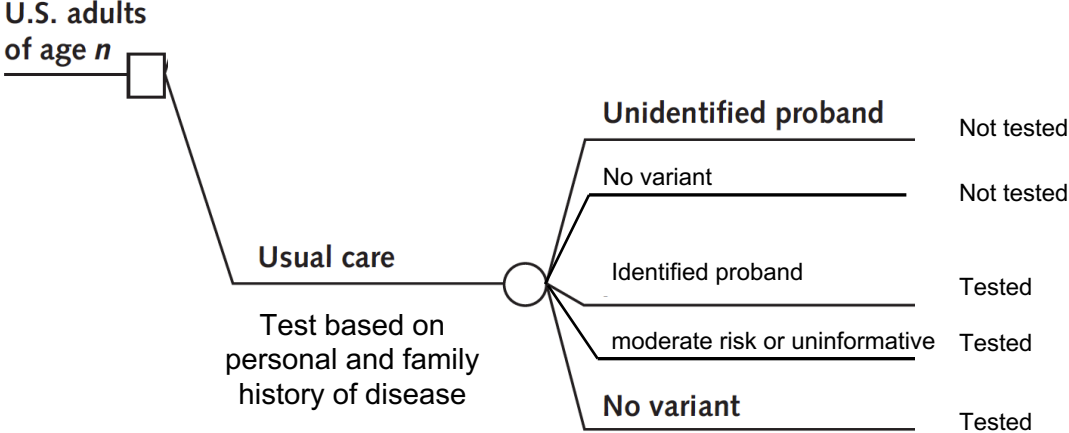 U.S. adults
of age n
Unidentified proband
Not tested
No variant
Not tested
Usual care
Identified proband
Tested
Test based on
personal and family
history of disease
moderate risk or uninformative
Tested
No variant
Tested